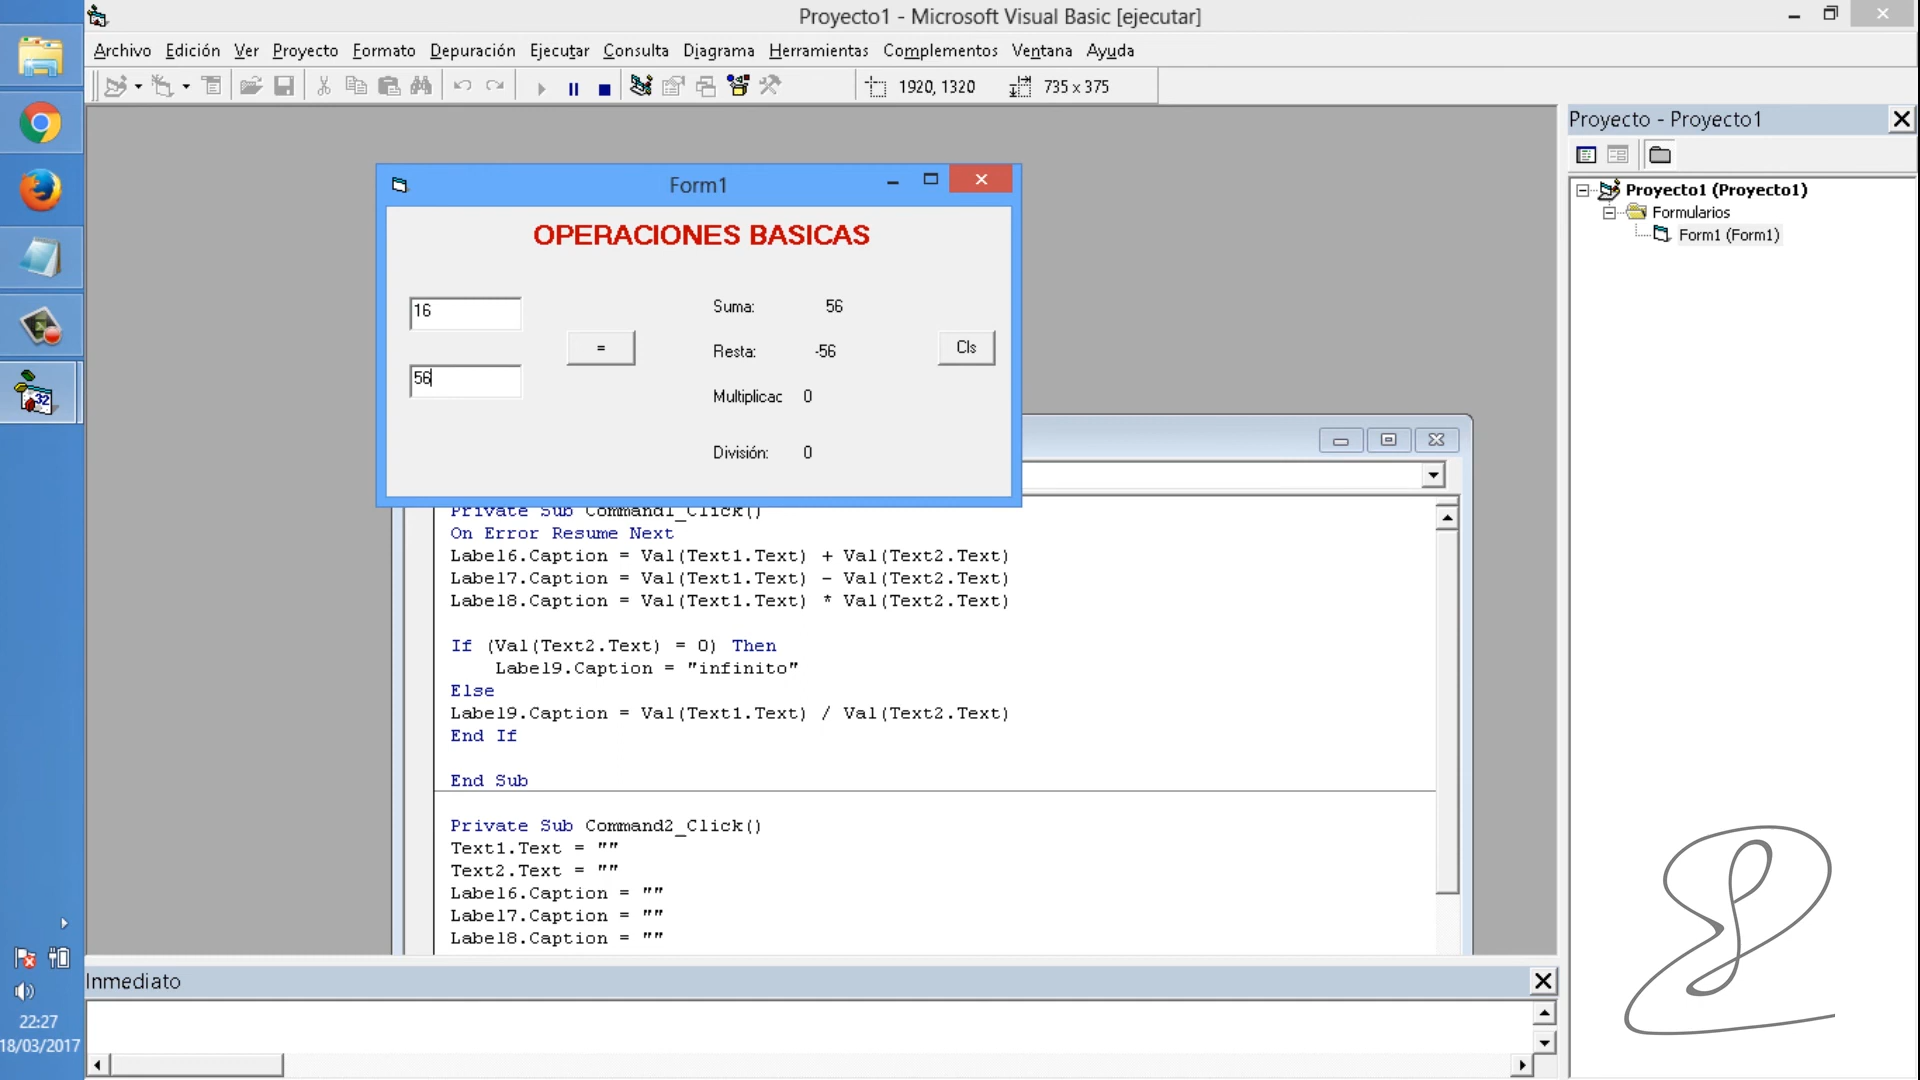 Proyecto1 - Microsoft Visual Basic [ejecutar]
Archivo Edición Ver Proyecto Formato Depuración Ejecutar Consulta Diagrama Herramientas Complementos Ventana Ayuda
1920, 1320 735 x 375
Proyecto - Proyecto1
Proyecto1 (Proyecto1)
Formularios
Form1 (Form1)
Form1
OPERACIONES BASICAS
16
56
=
Suma: 56
Resta: -56
Multiplicac 0
División: 0
Cls
Private Sub Command1_Click()
On Error Resume Next
Label6.Caption = Val(Text1.Text) + Val(Text2.Text)
Label7.Caption = Val(Text1.Text) - Val(Text2.Text)
Label8.Caption = Val(Text1.Text) * Val(Text2.Text)
If (Val(Text2.Text) = 0) Then
Label9.Caption = "infinito"
Else
Label9.Caption = Val(Text1.Text) / Val(Text2.Text)
End If
End Sub
Private Sub Command2_Click()
Text1.Text = ""
Text2.Text = ""
Label6.Caption = ""
Label7.Caption = ""
Label8.Caption = ""
Inmediato
32
22:27
18/03/2017